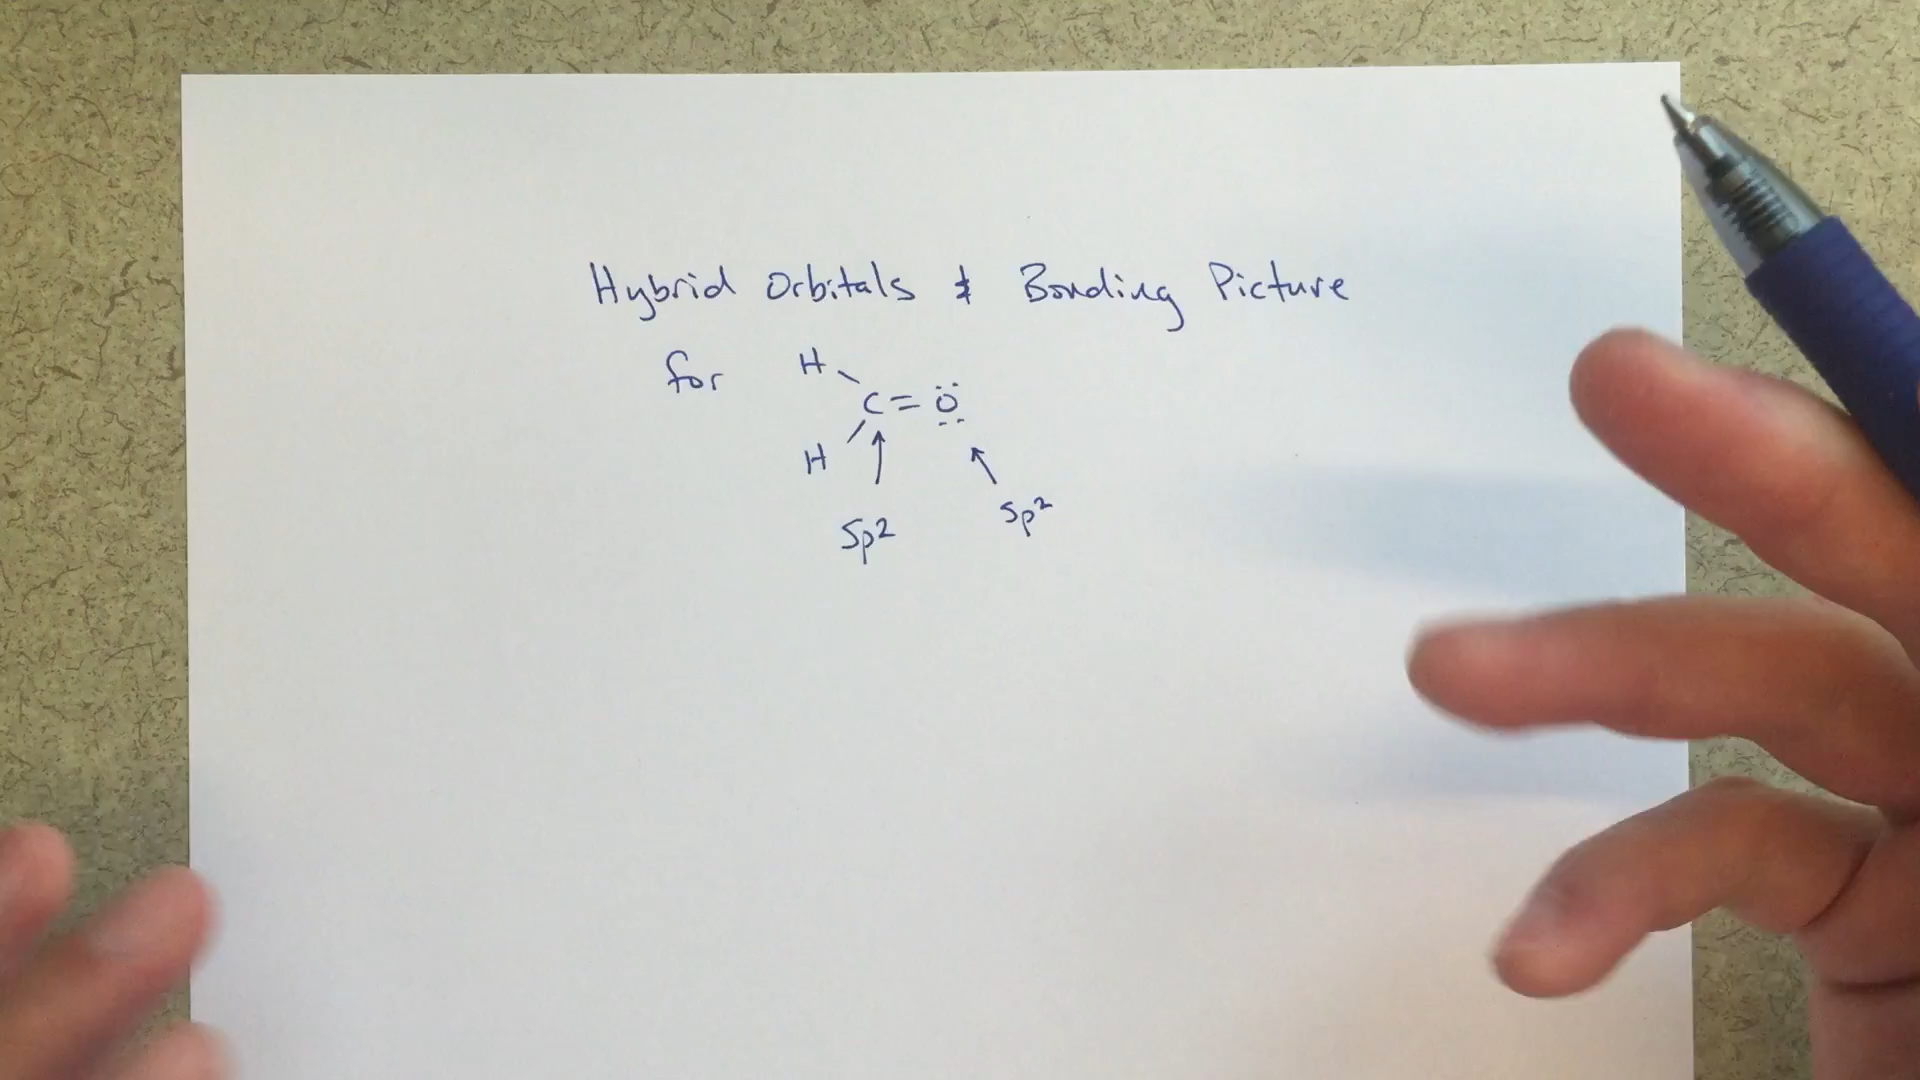 Hybrid Orbitals & Bonding Picture
for
H
C=Ö
H
Sp²
Sp²